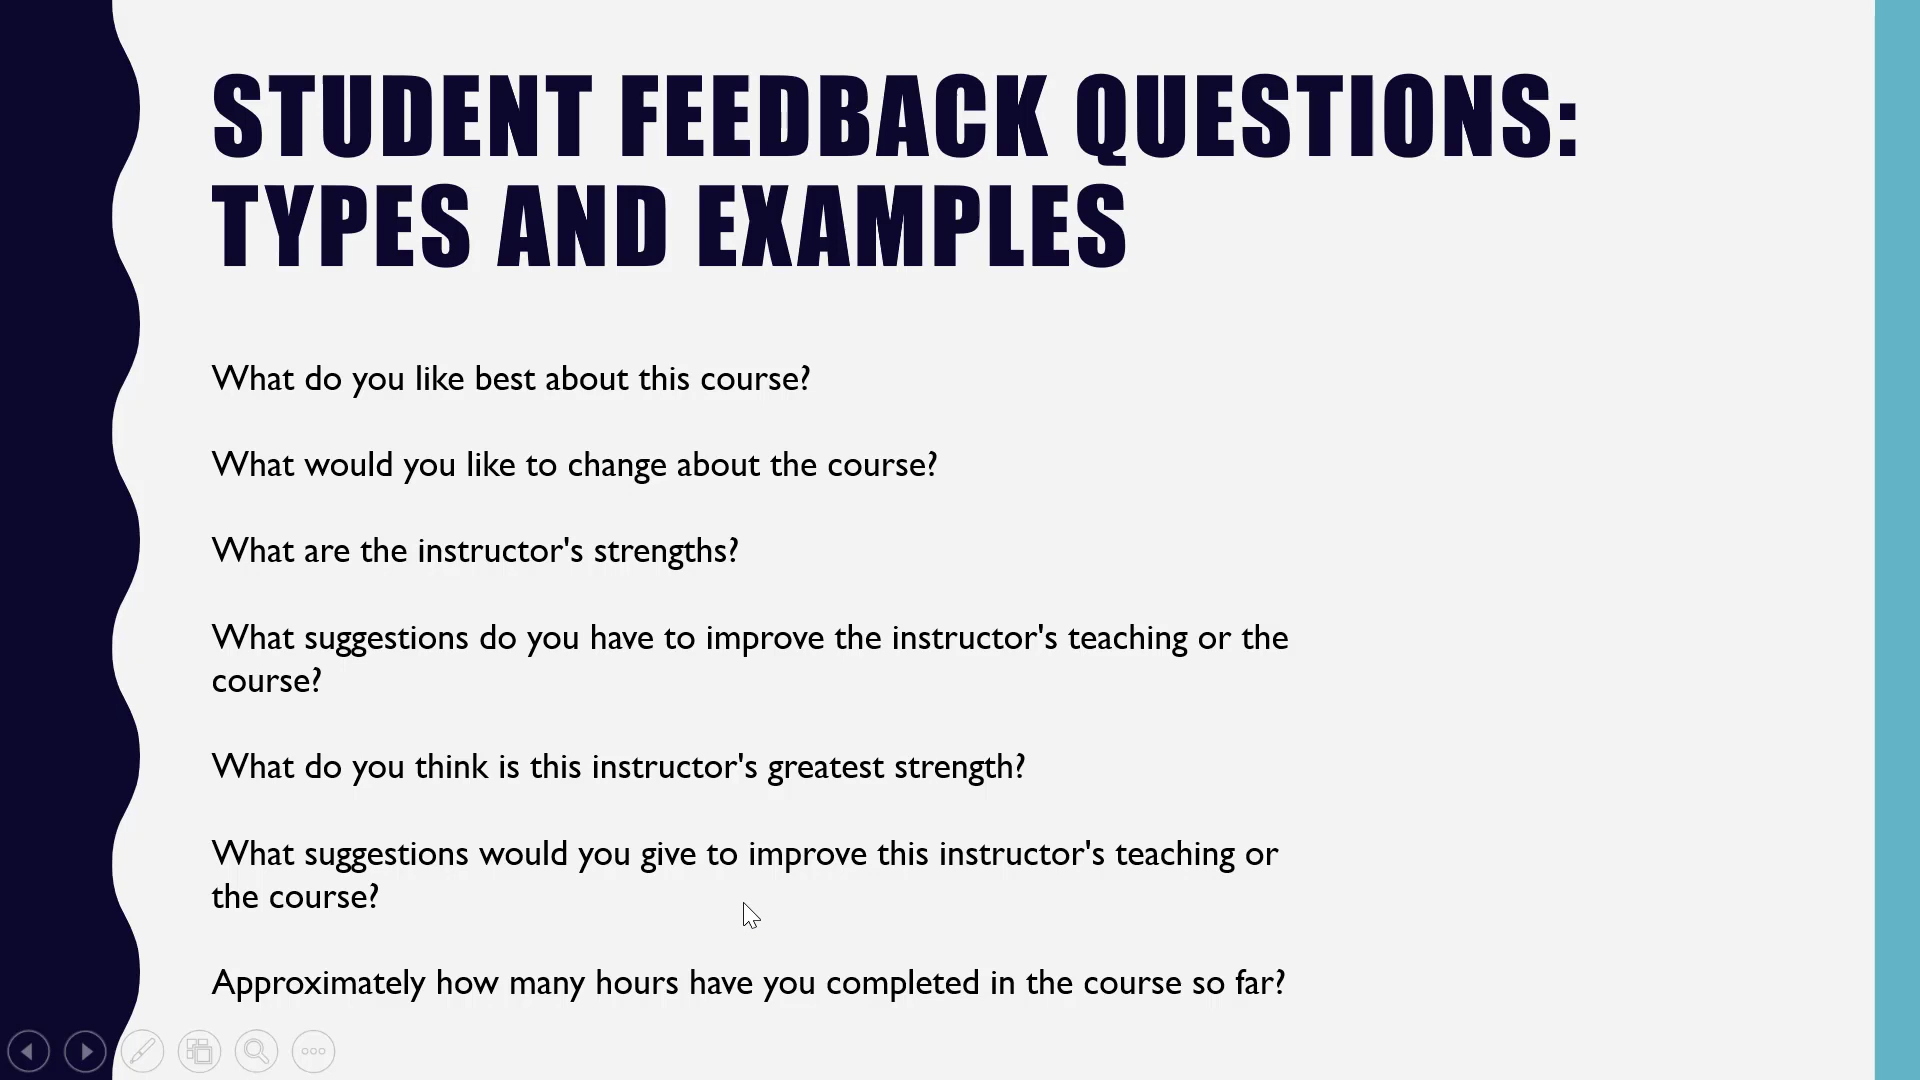 STUDENT FEEDBACK QUESTIONS:
TYPES AND EXAMPLES
What do you like best about this course?
What would you like to change about the course?
What are the instructor's strengths?
What suggestions do you have to improve the instructor's teaching or the
course?
What do you think is this instructor's greatest strength?
What suggestions would you give to improve this instructor's teaching or
the course?
Approximately how many hours have you completed in the course so far?